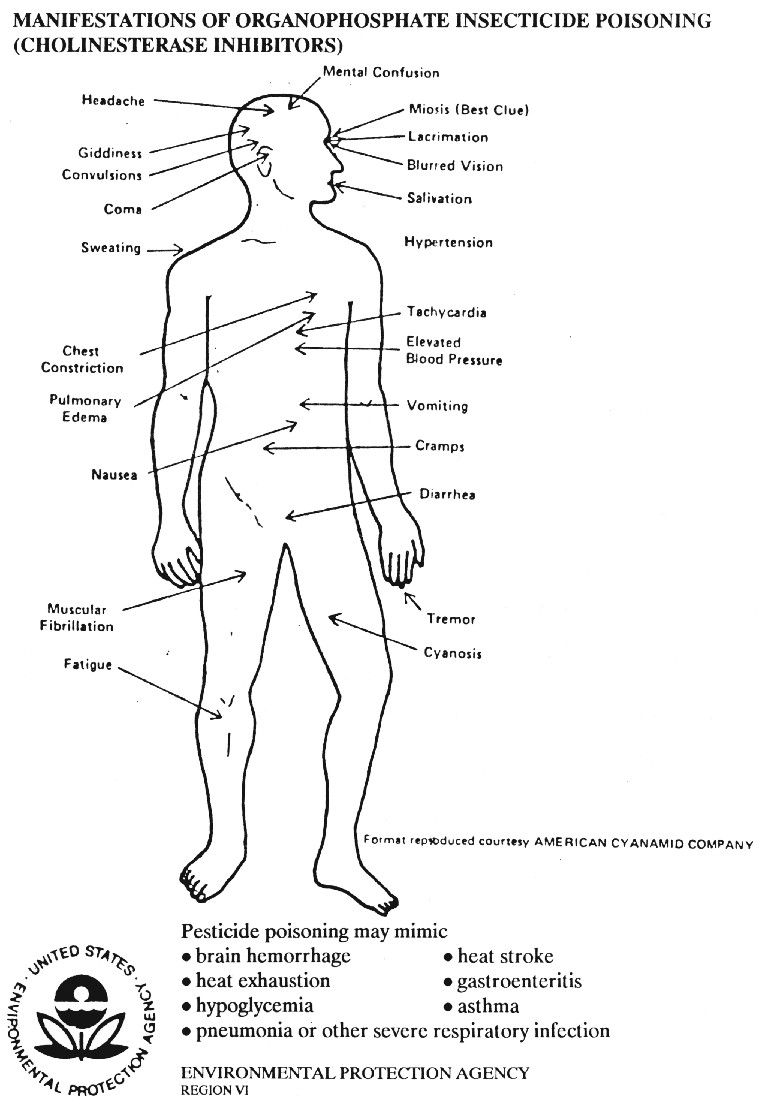 MANIFESTATIONS OF ORGANOPHOSPHATE INSECTICIDE POISONING
(CHOLINESTERASE INHIBITORS)
Mental Confusion
Headache
Miosis (Best Clue)
Lacrimation
Giddiness
Blurred Vision
Convulsions
Salivation
Coma
Sweating
Hypertension
Tachycardia
Elevated
Blood Pressure
Chest
Constriction
Pulmonary
Edema
Vomiting
Cramps
Nausea
Diarrhea
Muscular
Fibrillation
Tremor
Cyanosis
Fatigue
Format reproduced courtesy AMERICAN CYANAMID COMPANY
Pesticide poisoning may mimic
• brain hemorrhage
• heat stroke
• heat exhaustion
• gastroenteritis
• hypoglycemia
• asthma
• pneumonia or other severe respiratory infection
UNITED STATES
ENVIRONMENTAL PROTECTION AGENCY
ENVIRONMENTAL PROTECTION AGENCY
REGION VI